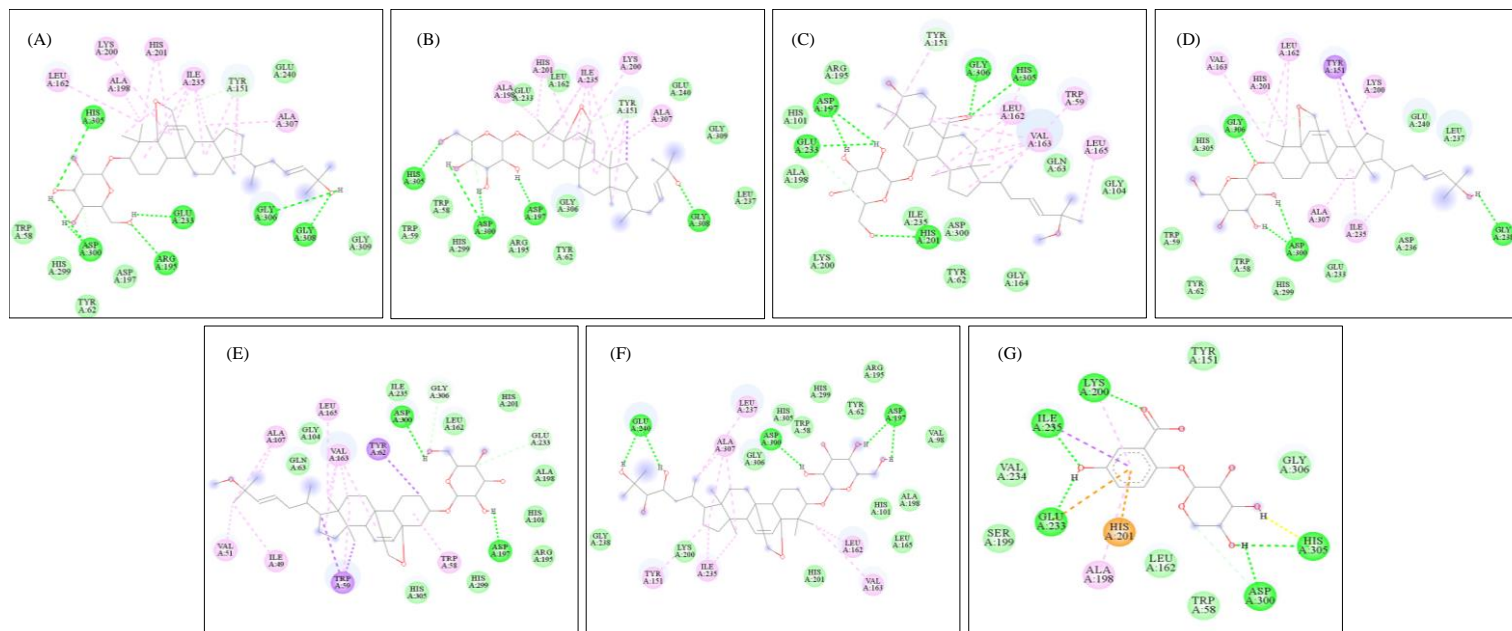 (A)
LYS
A:200
HIS
A:201
LEU
A:162
ALA
A:198
ILE
A:235
TYR
A:151
GLU
A:240
HIS
A:305
ALA
A:307
GLU
A:233
GLY
A:306
GLY
A:308
TRP
A:58
ASP
A:300
ARG
A:195
GLY
A:309
HIS
A:299
ASP
A:197
TYR
A:62
(B)
HIS
A:201
LEU
A:162
ILE
A:235
LYS
A:200
ALA
A:198
GLU
A:233
TYR
A:151
GLU
A:240
ALA
A:307
GLY
A:309
HIS
A:305
TRP
A:58
ASP
A:197
GLY
A:306
LEU
A:237
GLY
A:308
TRP
A:59
ASP
A:300
HIS
A:299
ARG
A:195
TYR
A:62
(C)
TYR
A:151
GLY
A:306
HIS
A:305
ARG
A:195
ASP
A:197
TRP
A:59
HIS
A:101
LEU
A:162
GLU
A:233
VAL
A:163
LEU
A:165
ALA
A:198
GLN
A:63
GLY
A:104
ILE
A:235
ASP
A:300
HIS
A:201
LYS
A:200
TYR
A:62
GLY
A:164
(D)
VAL
A:163
LEU
A:162
HIS
A:201
TYR
A:151
LYS
A:200
GLY
A:306
GLU
A:240
LEU
A:237
HIS
A:305
ALA
A:307
ILE
A:235
GLY
A:238
TRP
A:59
ASP
A:300
ASP
A:236
TRP
A:58
GLU
A:233
TYR
A:62
HIS
A:299
(E)
ILE
A:235
GLY
A:306
LEU
A:165
ASP
A:300
LEU
A:162
HIS
A:201
ALA
A:107
GLY
A:104
TYR
A:62
GLU
A:233
GLN
A:63
VAL
A:163
ALA
A:198
HIS
A:101
VAL
A:51
ILE
A:49
TRP
A:59
TRP
A:58
ASP
A:197
ARG
A:195
HIS
A:305
HIS
A:299
(F)
ARG
A:195
LEU
A:237
HIS
A:299
HIS
A:305
TYR
A:62
ASP
A:197
GLU
A:240
ASP
A:300
TRP
A:58
ALA
A:307
GLY
A:306
VAL
A:98
HIS
A:101
ALA
A:198
GLY
A:238
LYS
A:200
LEU
A:162
LEU
A:165
TYR
A:151
ILE
A:235
HIS
A:201
VAL
A:163
(G)
TYR
A:151
LYS
A:200
ILE
A:235
VAL
A:234
GLY
A:306
GLU
A:233
SER
A:199
HIS
A:201
HIS
A:305
ALA
A:198
LEU
A:162
TRP
A:58
ASP
A:300
H
H
H